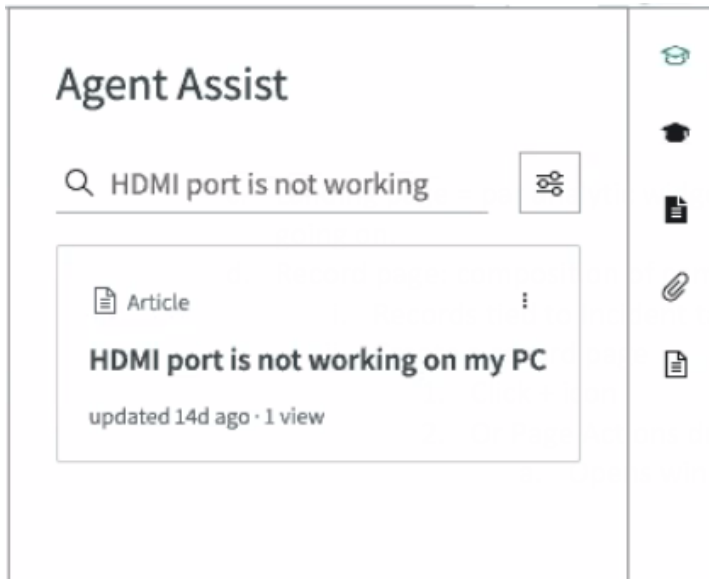 Agent Assist
HDMI port is not working
Article
HDMI port is not working on my PC
updated 14d ago · 1 view